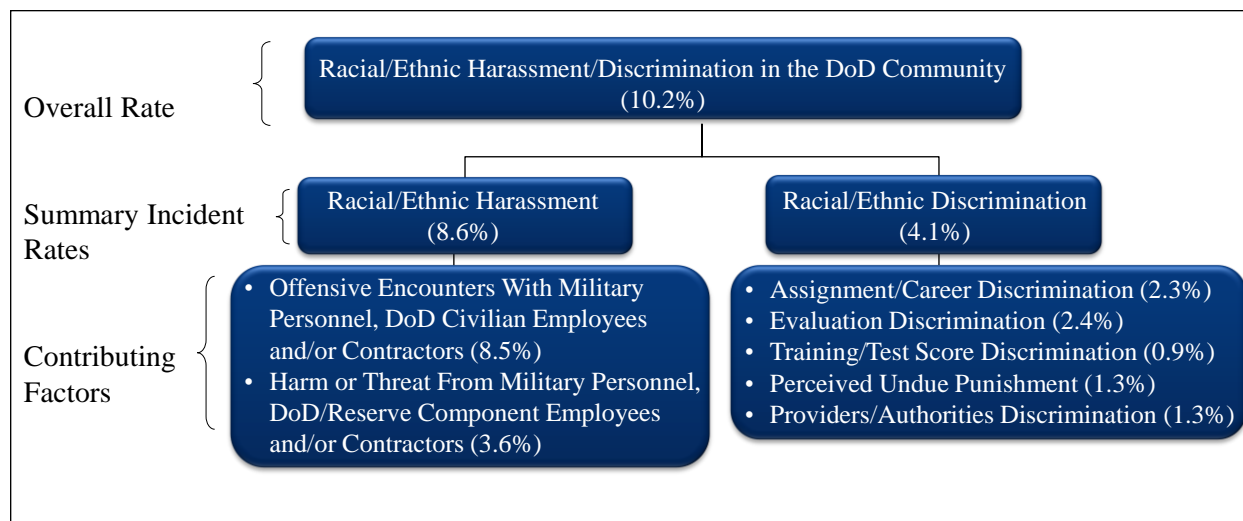 Racial/Ethnic Harassment/Discrimination in the DoD Community
(10.2%)
Overall Rate
Racial/Ethnic Harassment
(8.6%)
Racial/Ethnic Discrimination
(4.1%)
Summary Incident
Rates
• Offensive Encounters With Military
Personnel, DoD Civilian Employees
and/or Contractors (8.5%)
• Harm or Threat From Military Personnel,
DoD/Reserve Component Employees
and/or Contractors (3.6%)
• Assignment/Career Discrimination (2.3%)
• Evaluation Discrimination (2.4%)
• Training/Test Score Discrimination (0.9%)
• Perceived Undue Punishment (1.3%)
• Providers/Authorities Discrimination (1.3%)
Contributing
Factors